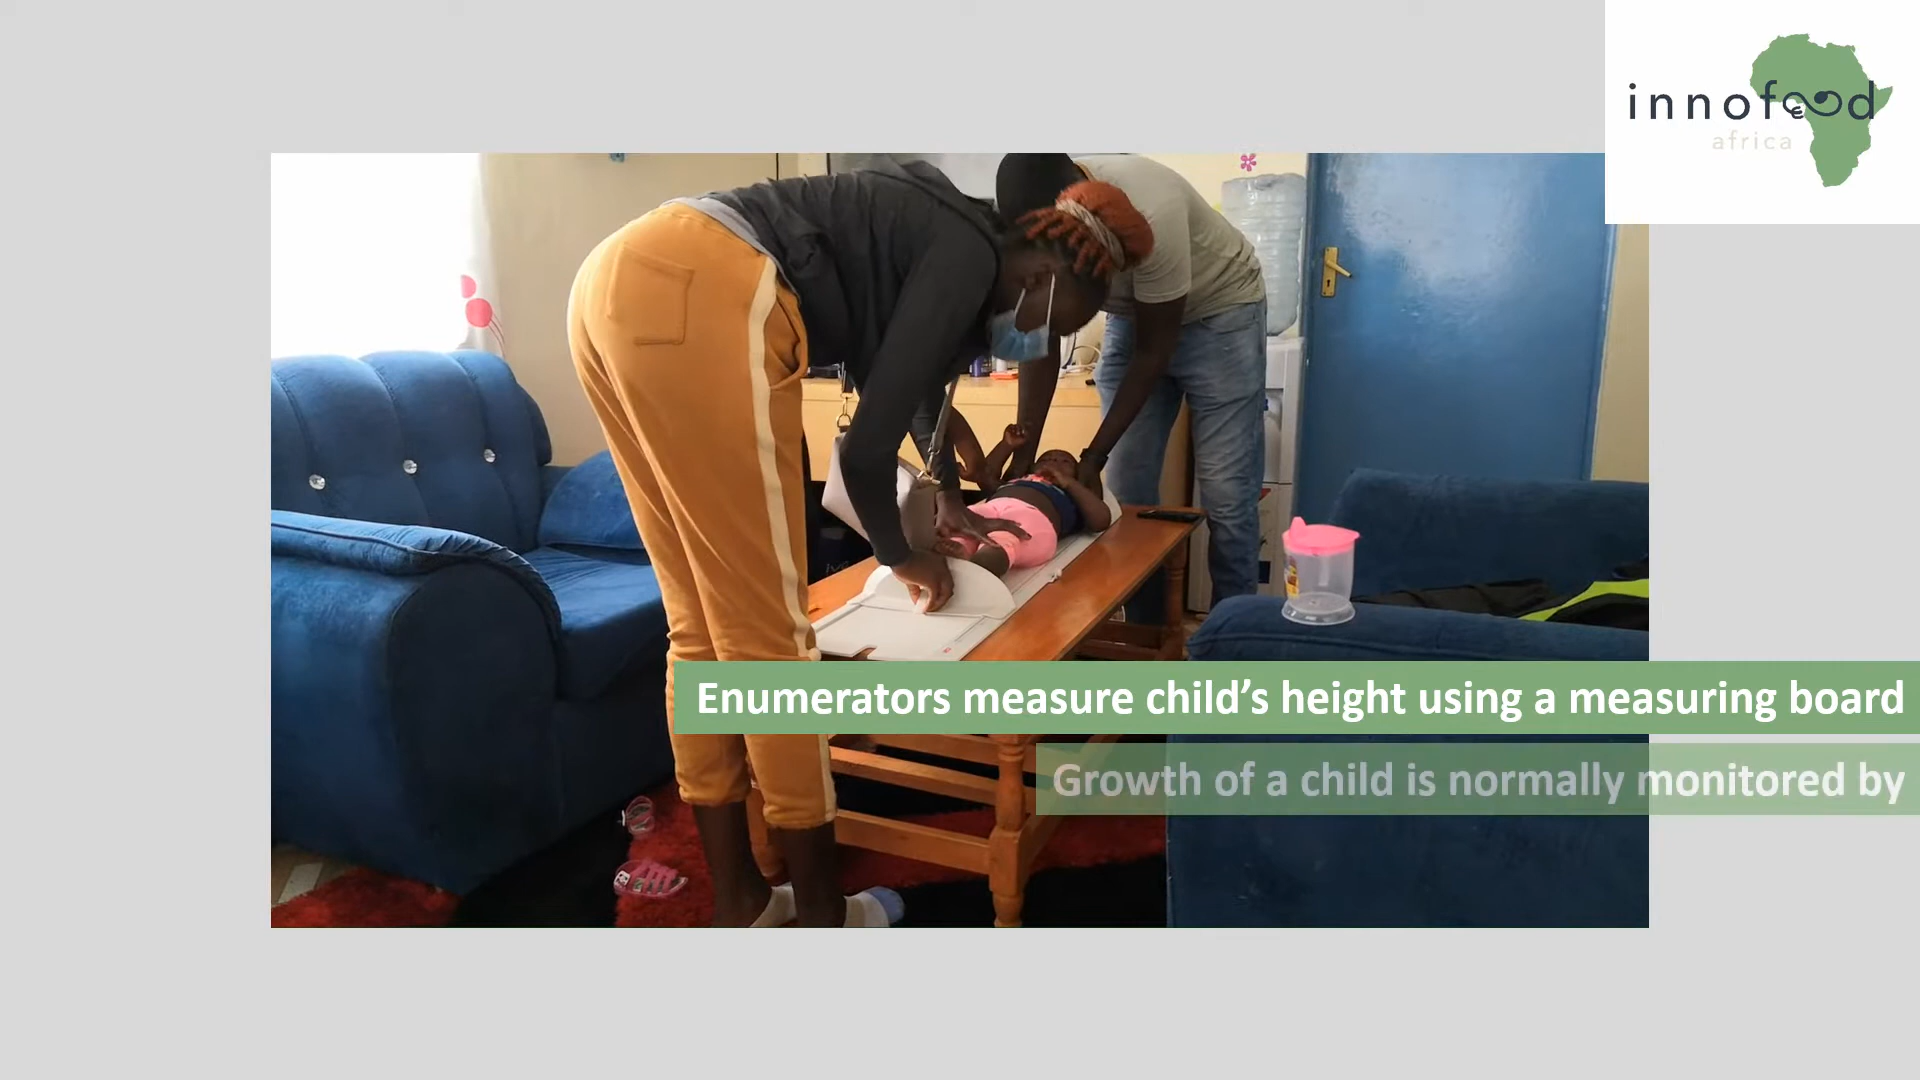 innofood
africa
Enumerators measure child’s height using a measuring board
Growth of a child is normally monitored by